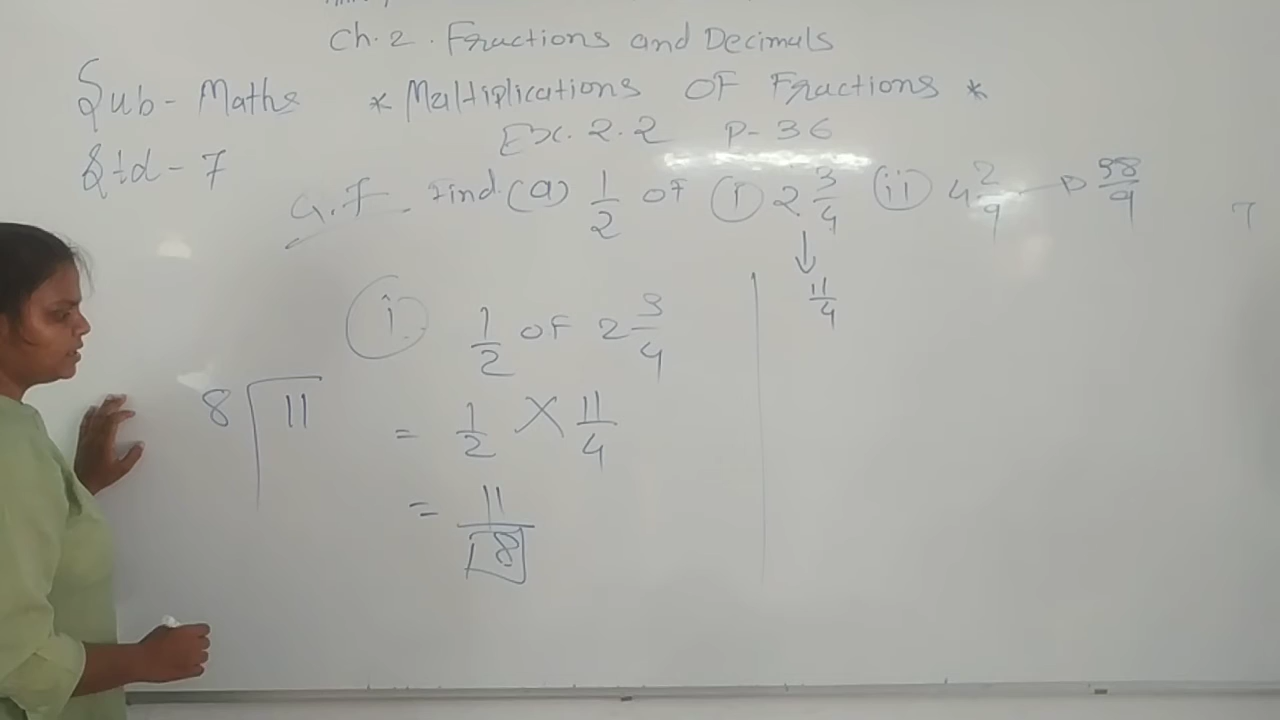 Ch. 2. Fractions and Decimals
Sub - Maths * Multiplications OF Fractions *
Ex. 2.2 P- 36
Std - 7
Find (a) 1/2 OF (i) 2 3/4 (ii) 4 2/9 → 38/9
↓
11/4
(i) 1/2 OF 2 3/4
8 11
= 1/2 × 11/4
= 11/8
7